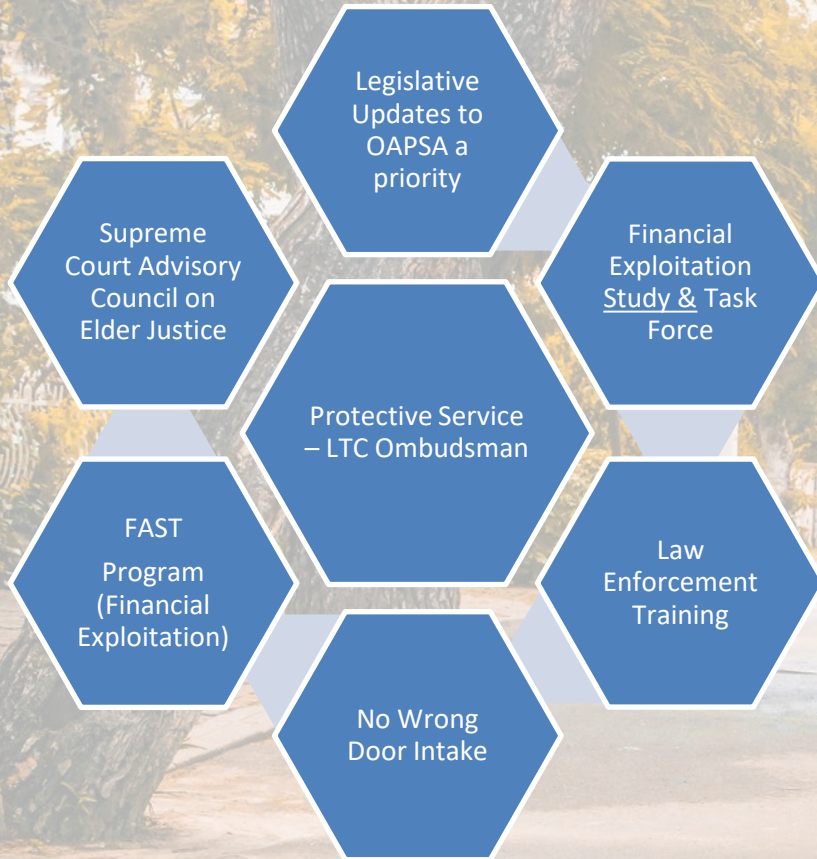 Legislative
Updates to
OAPSA a
priority
Supreme
Court Advisory
Council on
Elder Justice
Financial
Exploitation
Study & Task
Force
Protective Service
– LTC Ombudsman
FAST
Program
(Financial
Exploitation)
Law
Enforcement
Training
No Wrong
Door Intake